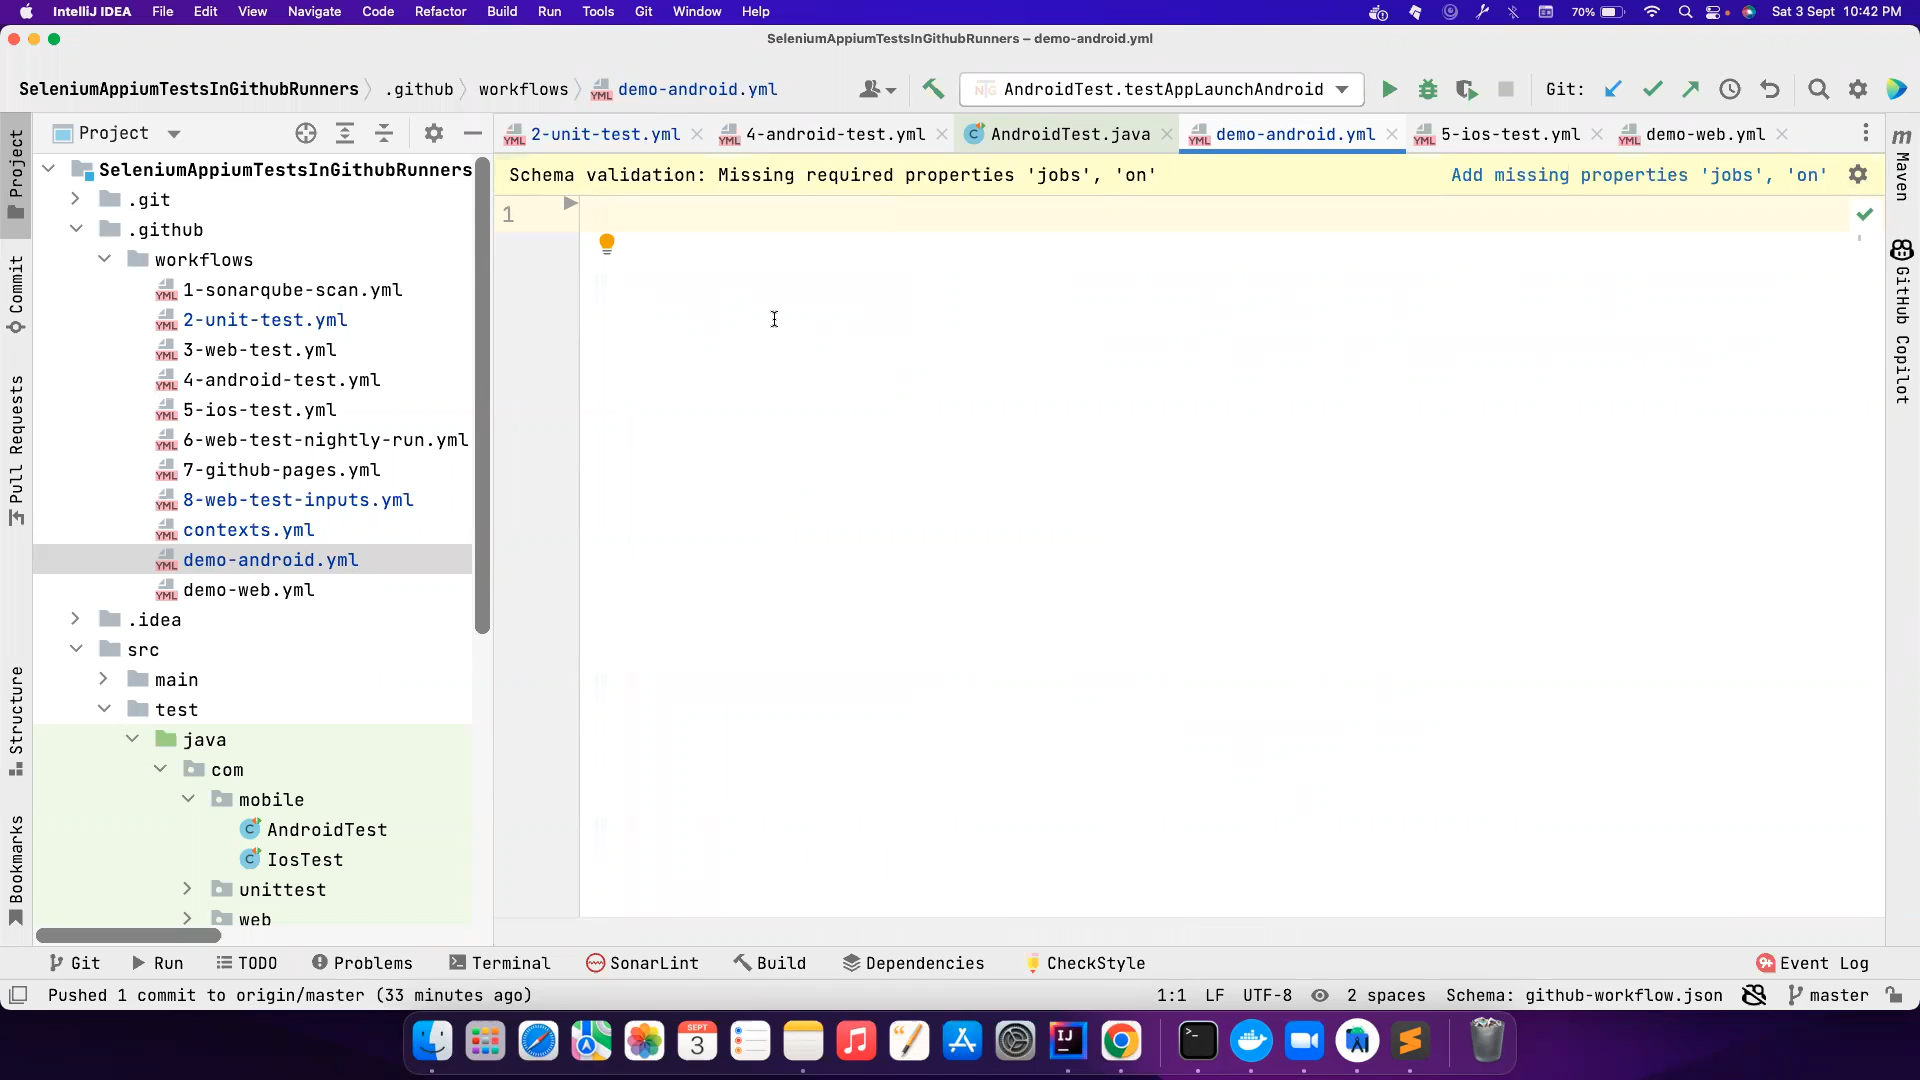 IntelliJ IDEA File Edit View Navigate Code Refactor Build Run Tools Git Window Help 70% Sat 3 Sept 10:42 PM
SeleniumAppiumTestsInGithubRunners – demo-android.yml
SeleniumAppiumTestsInGithubRunners .github workflows demo-android.yml AndroidTest.testAppLaunchAndroid Git:
Project
2-unit-test.yml 4-android-test.yml AndroidTest.java demo-android.yml 5-ios-test.yml demo-web.yml
Schema validation: Missing required properties 'jobs', 'on' Add missing properties 'jobs', 'on'
1
SeleniumAppiumTestsInGithubRunners
.git
.github
workflows
1-sonarqube-scan.yml
2-unit-test.yml
3-web-test.yml
4-android-test.yml
5-ios-test.yml
6-web-test-nightly-run.yml
7-github-pages.yml
8-web-test-inputs.yml
contexts.yml
demo-android.yml
demo-web.yml
.idea
src
main
test
java
com
mobile
AndroidTest
IosTest
unittest
web
Project
Commit
Pull Requests
Structure
Bookmarks
Maven
GitHub Copilot
Git Run TODO Problems Terminal SonarLint Build Dependencies CheckStyle 9+ Event Log
Pushed 1 commit to origin/master (33 minutes ago) 1:1 LF UTF-8 2 spaces Schema: github-workflow.json master
SEPT
3